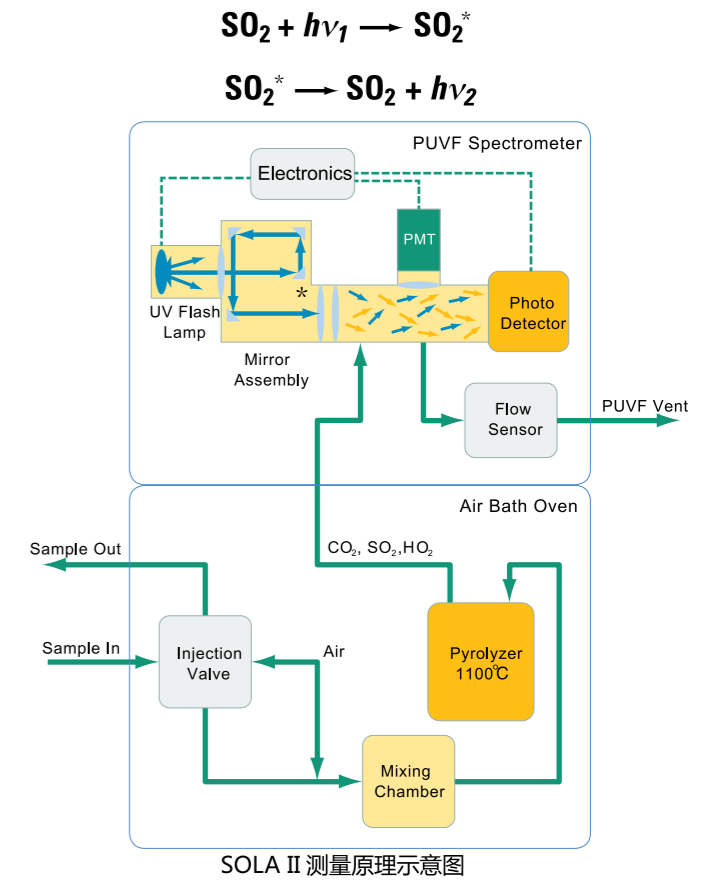 SO₂ + hν₁ → SO₂*
SO₂* → SO₂ + hν₂
PUVF Spectrometer
Electronics
PMT
*
UV Flash
Lamp
Photo
Detector
Mirror
Assembly
Flow
Sensor
PUVF Vent
Air Bath Oven
Sample Out
CO₂, SO₂,HO₂
Sample In
Injection
Valve
Air
Pyrolyzer
1100℃
Mixing
Chamber
SOLA II 测量原理示意图